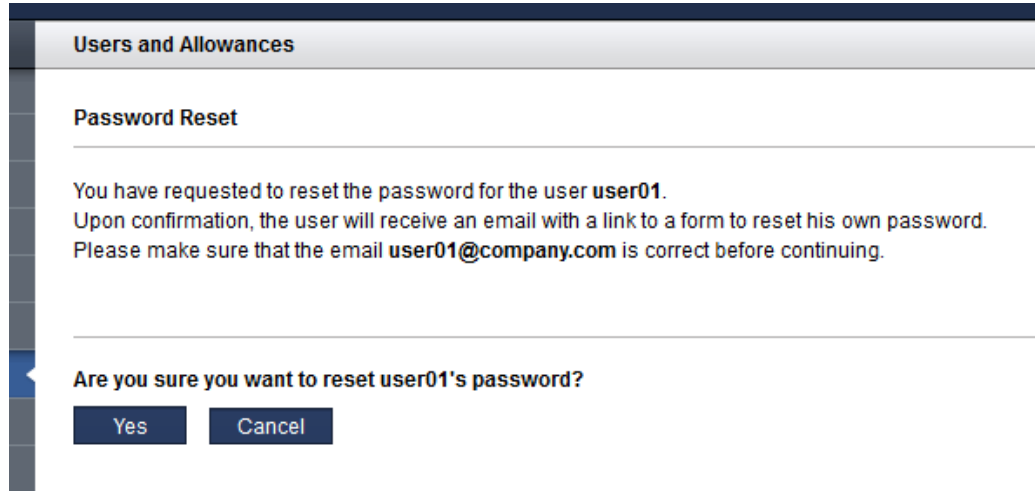 Users and Allowances
Password Reset
You have requested to reset the password for the user user01.
Upon confirmation, the user will receive an email with a link to a form to reset his own password.
Please make sure that the email user01@company.com is correct before continuing.
Are you sure you want to reset user01's password?
Yes Cancel